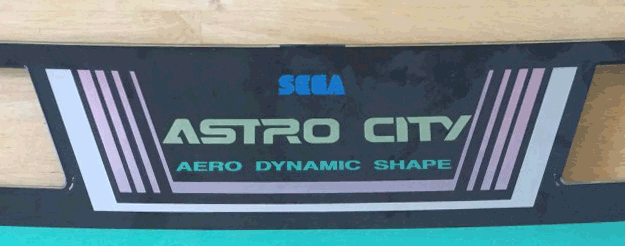 SEGA
ASTRO CITY
AERO DYNAMIC SHAPE